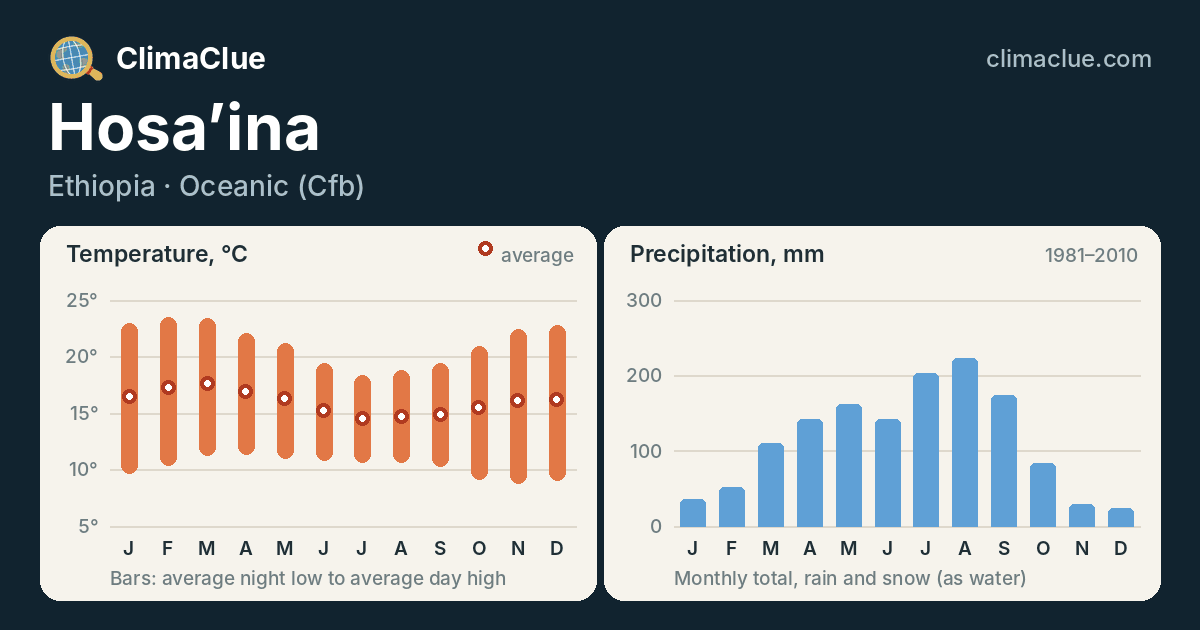 ClimaClue
climaclue.com
Hosa’ina
Ethiopia · Oceanic (Cfb)
Temperature, °C
average
25°
20°
15°
10°
5°
J F M A M J J A S O N D
Bars: average night low to average day high
Precipitation, mm
1981–2010
300
200
100
0
J F M A M J J A S O N D
Monthly total, rain and snow (as water)